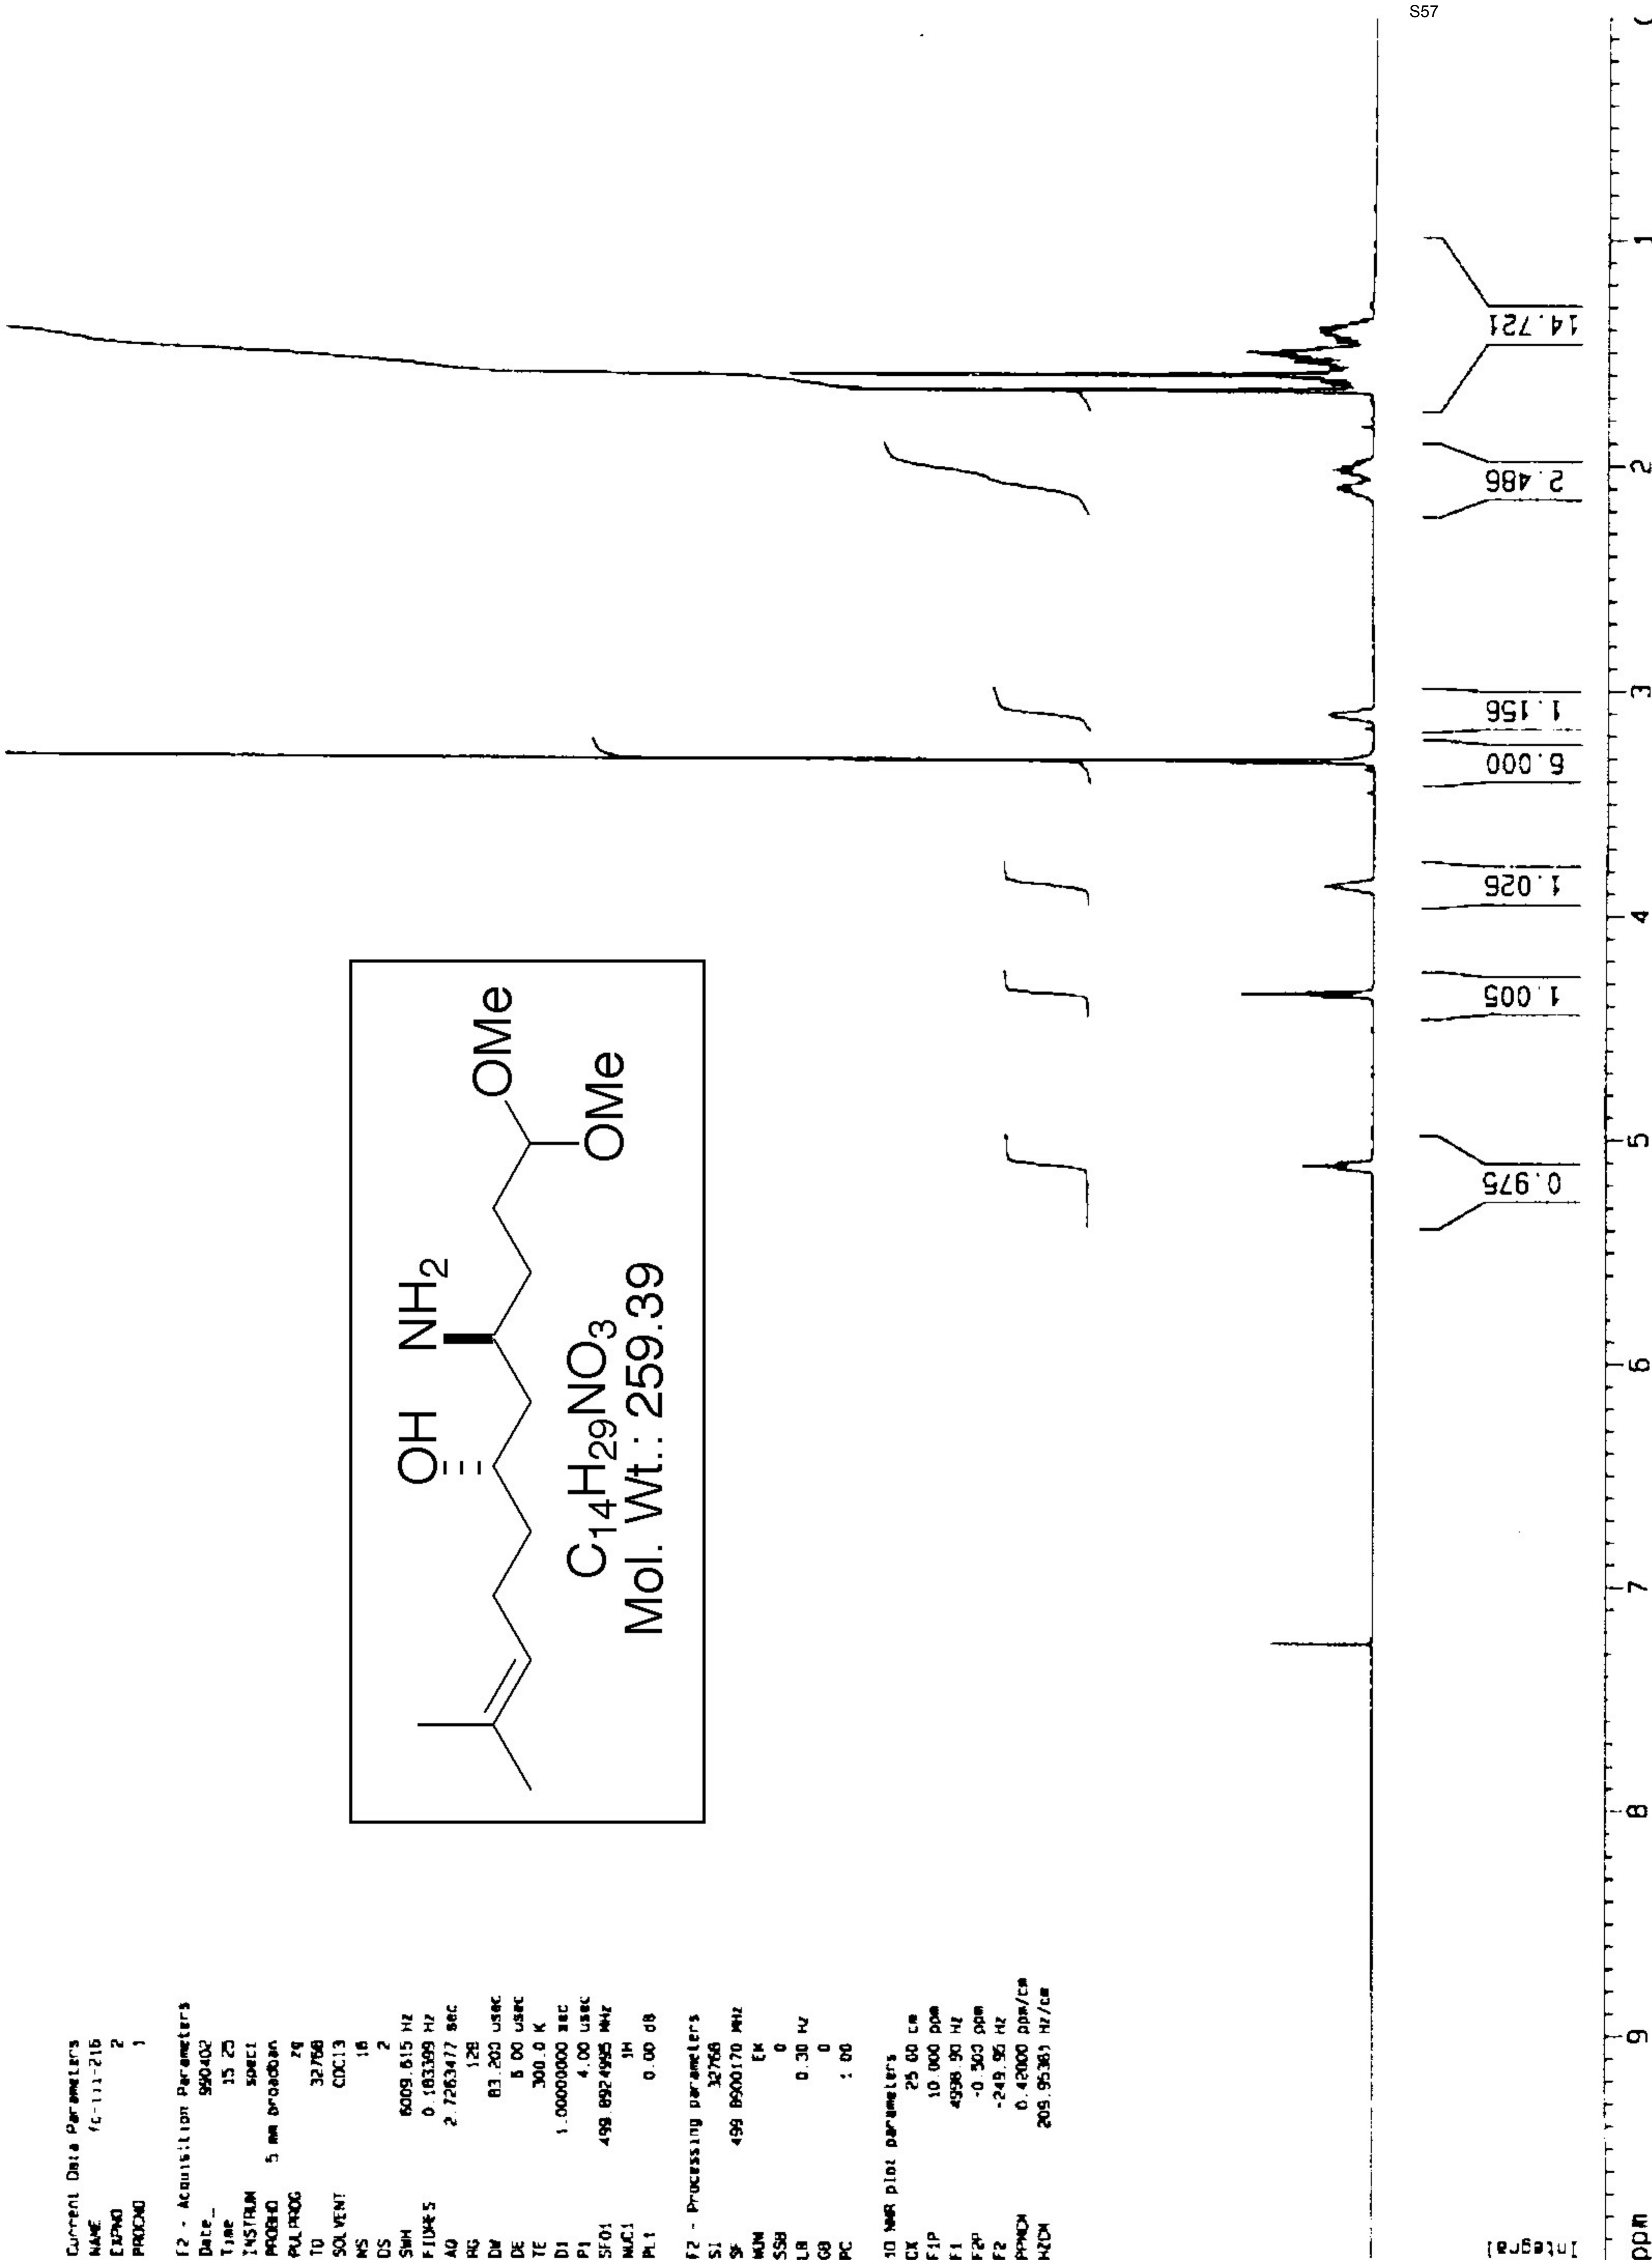 S57
Current Data Parameters
NAME fc-iii-216
EXPNO 2
PROCNO 1
F2 - Acquisition Parameters
Date_ 990402
Time 15 25
INSTRUM spect
PROBHD 5 mm broadban
PULPROG zg
TD 32768
SOLVENT CDCl3
NS 16
DS 2
SWH 6009.615 Hz
FIDRES 0.183399 Hz
AQ 2.7263477 sec
RG 128
DW 83.200 usec
DE 6 00 usec
TE 300.0 K
D1 1.00000000 sec
P1 4.00 usec
SFO1 499.8924995 MHz
NUC1 1H
PL1 0.00 dB
F2 - Processing parameters
SI 32768
SF 499 8900170 MHz
WDW EM
SSB 0
LB 0.30 Hz
GB 0
PC 1 00
1D NMR plot parameters
CX 25 00 cm
F1P 10.000 ppm
F1 4998.90 Hz
F2P -0.500 ppm
F2 -249.95 Hz
PPMCM 0.42000 ppm/cm
HZCM 209.95381 Hz/cm
OH NH2
OMe
OMe
C14H29NO3
Mol. Wt.: 259.39
Integral
0.975
1.005
1.026
6.000
1.156
2.486
14.721
ppm 9 8 7 6 5 4 3 2 1